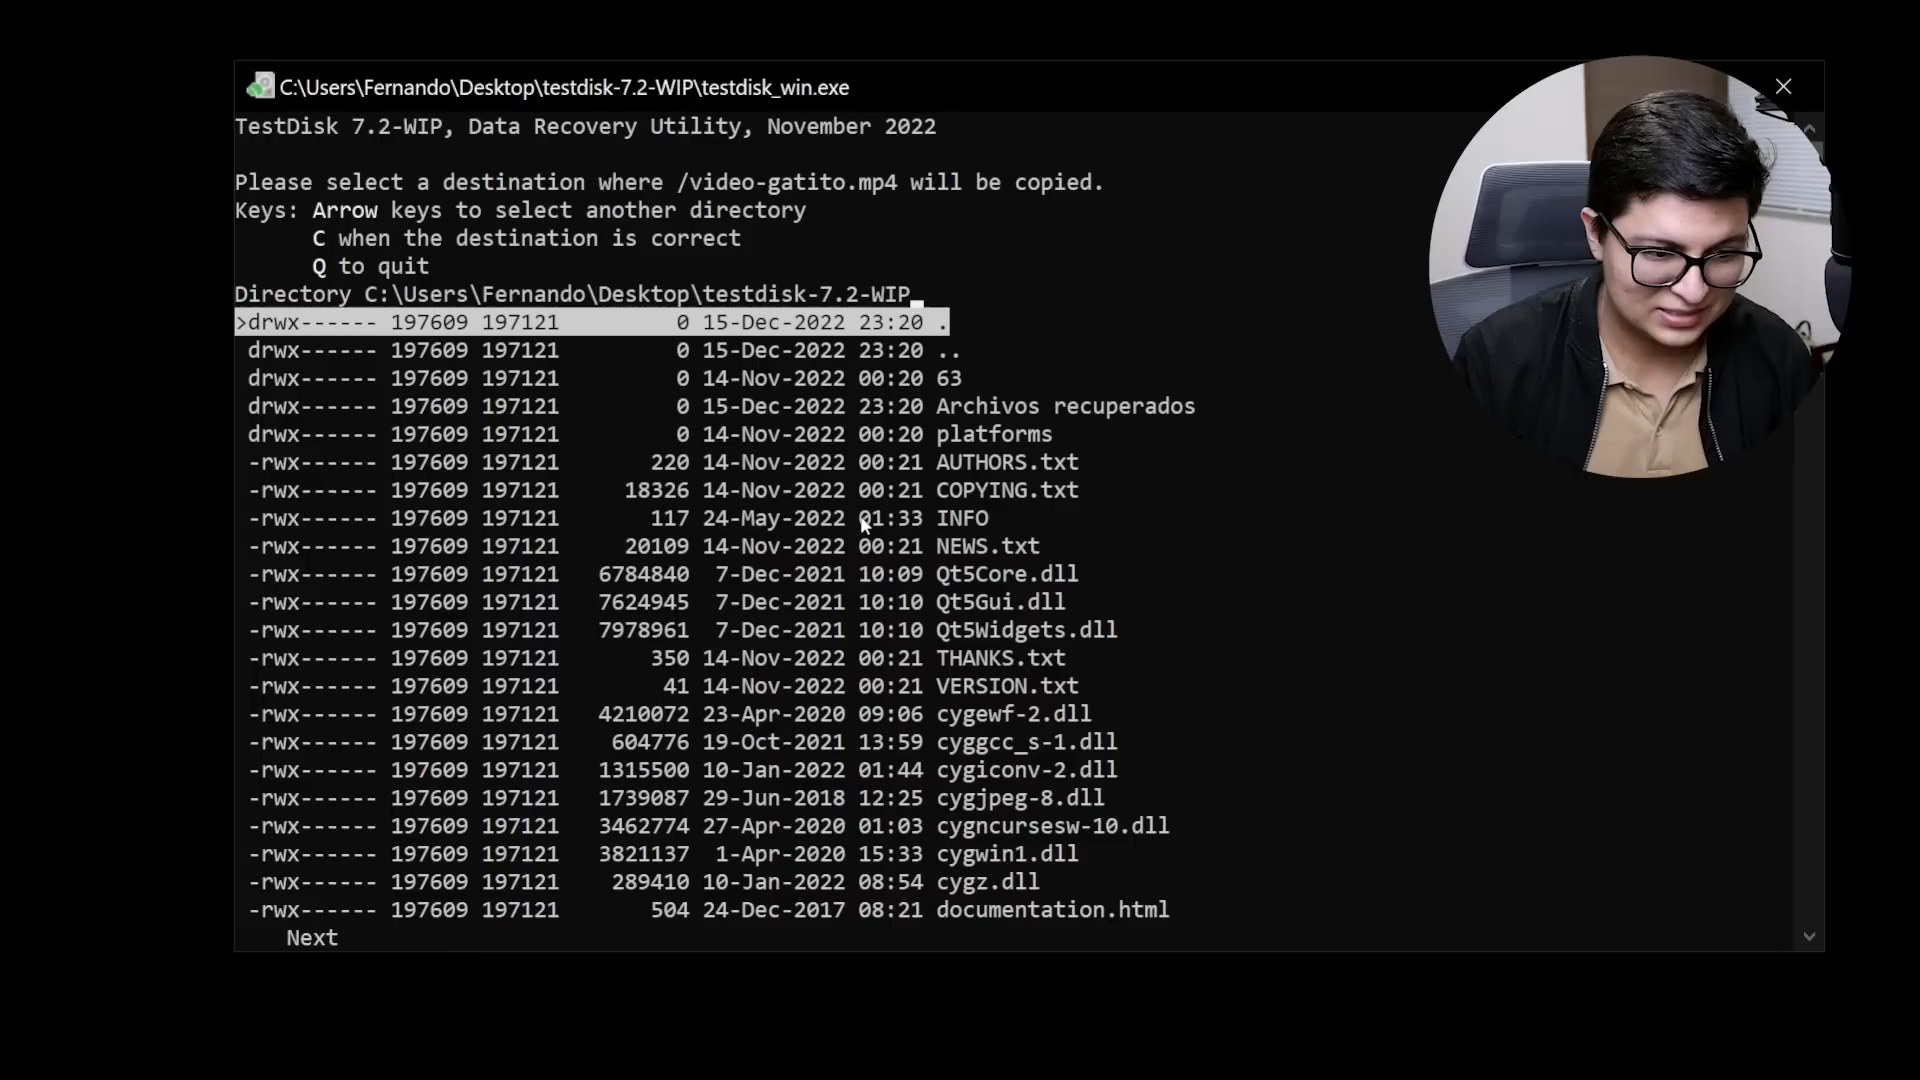 C:\Users\Fernando\Desktop\testdisk-7.2-WIP\testdisk_win.exe
TestDisk 7.2-WIP, Data Recovery Utility, November 2022
Please select a destination where /video-gatito.mp4 will be copied.
Keys: Arrow keys to select another directory
C when the destination is correct
Q to quit
Directory C:\Users\Fernando\Desktop\testdisk-7.2-WIP
>drwx------ 197609 197121 0 15-Dec-2022 23:20 .
drwx------ 197609 197121 0 15-Dec-2022 23:20 ..
drwx------ 197609 197121 0 14-Nov-2022 00:20 63
drwx------ 197609 197121 0 15-Dec-2022 23:20 Archivos recuperados
drwx------ 197609 197121 0 14-Nov-2022 00:20 platforms
-rwx------ 197609 197121 220 14-Nov-2022 00:21 AUTHORS.txt
-rwx------ 197609 197121 18326 14-Nov-2022 00:21 COPYING.txt
-rwx------ 197609 197121 117 24-May-2022 01:33 INFO
-rwx------ 197609 197121 20109 14-Nov-2022 00:21 NEWS.txt
-rwx------ 197609 197121 6784840 7-Dec-2021 10:09 Qt5Core.dll
-rwx------ 197609 197121 7624945 7-Dec-2021 10:10 Qt5Gui.dll
-rwx------ 197609 197121 7978961 7-Dec-2021 10:10 Qt5Widgets.dll
-rwx------ 197609 197121 350 14-Nov-2022 00:21 THANKS.txt
-rwx------ 197609 197121 41 14-Nov-2022 00:21 VERSION.txt
-rwx------ 197609 197121 4210072 23-Apr-2020 09:06 cygewf-2.dll
-rwx------ 197609 197121 604776 19-Oct-2021 13:59 cyggcc_s-1.dll
-rwx------ 197609 197121 1315500 10-Jan-2022 01:44 cygiconv-2.dll
-rwx------ 197609 197121 1739087 29-Jun-2018 12:25 cygjpeg-8.dll
-rwx------ 197609 197121 3462774 27-Apr-2020 01:03 cygncursesw-10.dll
-rwx------ 197609 197121 3821137 1-Apr-2020 15:33 cygwin1.dll
-rwx------ 197609 197121 289410 10-Jan-2022 08:54 cygz.dll
-rwx------ 197609 197121 504 24-Dec-2017 08:21 documentation.html
Next